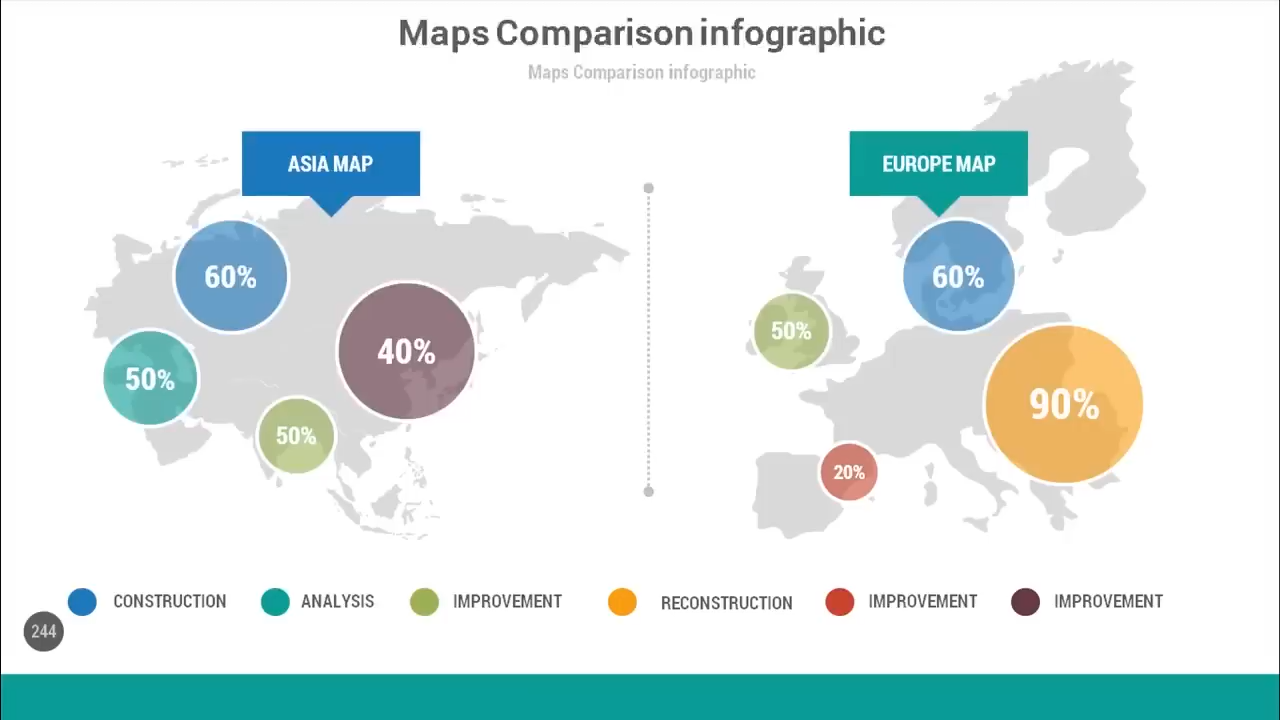 Maps Comparison infographic
Maps Comparison infographic
ASIA MAP
60%
40%
50%
50%
EUROPE MAP
60%
50%
90%
20%
CONSTRUCTION
ANALYSIS
IMPROVEMENT
RECONSTRUCTION
IMPROVEMENT
IMPROVEMENT
244